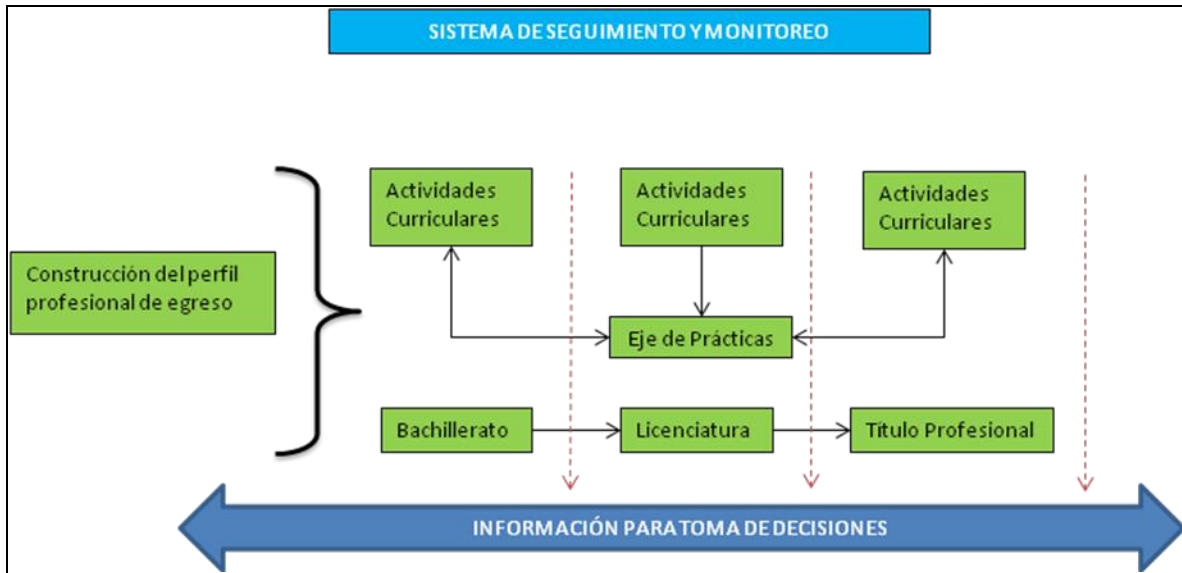 SISTEMA DE SEGUIMIENTO Y MONITOREO
Actividades
Curriculares
Actividades
Curriculares
Actividades
Curriculares
Construcción del perfil
profesional de egreso
Eje de Prácticas
Bachillerato
Licenciatura
Título Profesional
INFORMACIÓN PARA TOMA DE DECISIONES